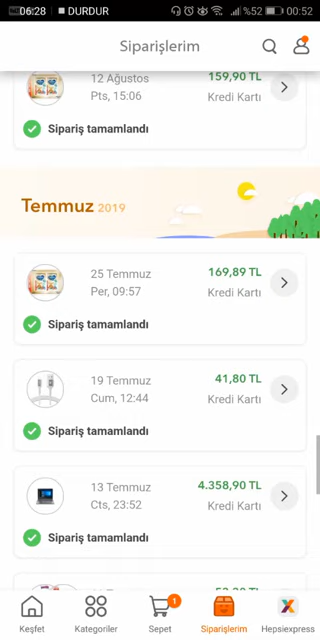 06:28 DURDUR %52 00:52
Siparişlerim
12 Ağustos
159,90 TL
Pts, 15:06
Kredi Kartı
Sipariş tamamlandı
Temmuz 2019
25 Temmuz
169,89 TL
Per, 09:57
Kredi Kartı
Sipariş tamamlandı
19 Temmuz
41,80 TL
Cum, 12:44
Kredi Kartı
Sipariş tamamlandı
13 Temmuz
4.358,90 TL
Cts, 23:52
Kredi Kartı
Sipariş tamamlandı
1
Keşfet
Kategoriler
Sepet
Siparişlerim
Hepsiexpress